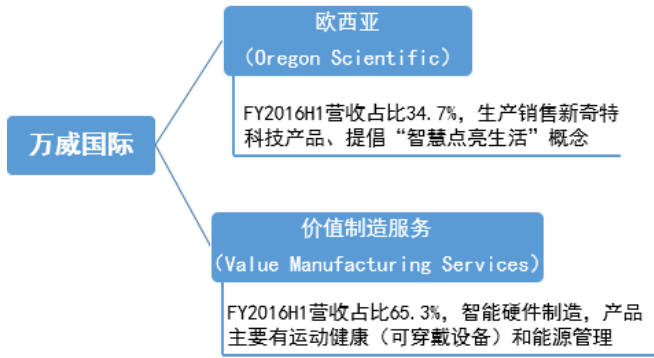 欧西亚
（Oregon Scientific）
FY2016H1营收占比34.7%，生产销售新奇特
科技产品、提倡“智慧点亮生活”概念
万威国际
价值制造服务
（Value Manufacturing Services）
FY2016H1营收占比65.3%，智能硬件制造，产品
主要有运动健康（可穿戴设备）和能源管理